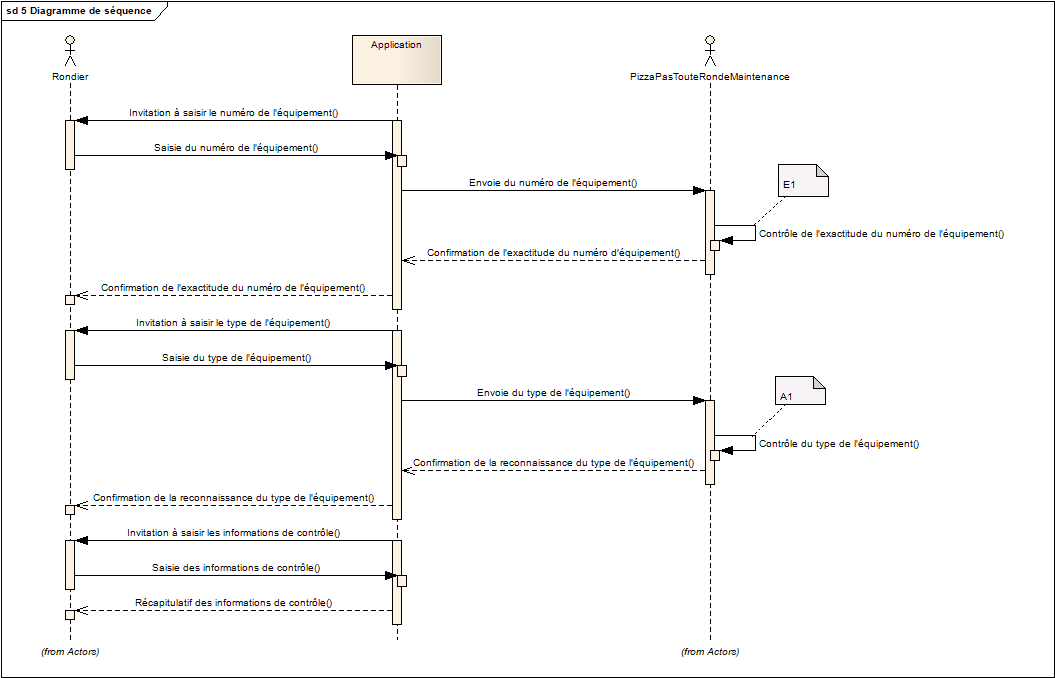 sd 5 Diagramme de séquence
Application
Rondier
PizzaPasTouteRondeMaintenance
Invitation à saisir le numéro de l'équipement()
Saisie du numéro de l'équipement()
Envoie du numéro de l'équipement()
E1
Contrôle de l'exactitude du numéro de l'équipement()
Confirmation de l'exactitude du numéro d'équipement()
Confirmation de l'exactitude du numéro de l'équipement()
Invitation à saisir le type de l'équipement()
Saisie du type de l'équipement()
Envoie du type de l'équipement()
A1
Contrôle du type de l'équipement()
Confirmation de la reconnaissance du type de l'équipement()
Confirmation de la reconnaissance du type de l'équipement()
Invitation à saisir les informations de contrôle()
Saisie des informations de contrôle()
Récapitulatif des informations de contrôle()
(from Actors)
(from Actors)